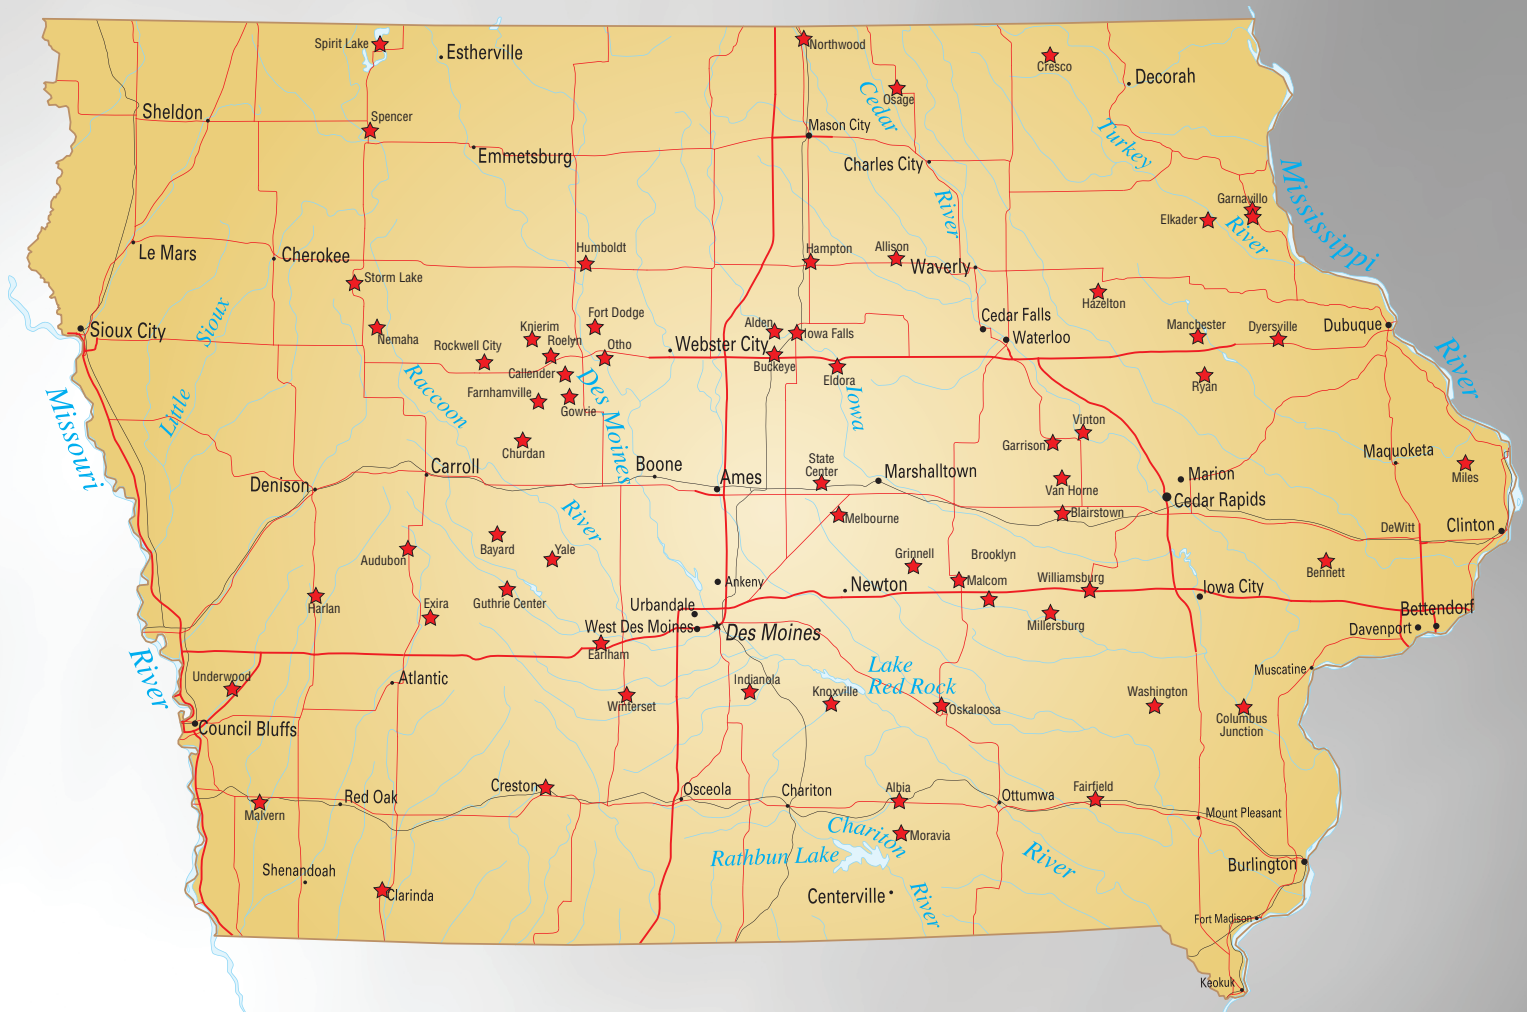 Spirit Lake
Northwood
Estherville
Cresco
Decorah
Osage
Cedar
Sheldon
Spencer
Mason City
Turkey
Emmetsburg
Charles City
Mississippi
Garnavillo
Elkader
River
River
Le Mars
Cherokee
Humboldt
Hampton
Allison
Waverly
Storm Lake
Hazelton
Sioux
Fort Dodge
Cedar Falls
Sioux City
Nemaha
Knierim
Alden
Iowa Falls
Manchester
Dyersville
Dubuque
Rockwell City
Roelyn
Otho
Webster City
Waterloo
Buckeye
River
Callender
Eldora
Ryan
Missouri
Little
Raccoon
Farnhamville
Gowrie
Des Moines
Iowa
Vinton
Churdan
Garrison
Maquoketa
Carroll
Boone
State
Center
Marshalltown
Marion
Miles
Denison
Ames
Van Horne
Cedar Rapids
River
Melbourne
Blairstown
DeWitt
Clinton
Audubon
Bayard
Yale
Grinnell
Brooklyn
Bennett
Ankeny
Newton
Malcom
Williamsburg
Iowa City
Harlan
Exira
Guthrie Center
Urbandale
Bettendorf
West Des Moines
Des Moines
Millersburg
Davenport
Earlham
River
Underwood
Atlantic
Lake
Red Rock
Muscatine
Indianola
Knoxville
Washington
Winterset
Oskaloosa
Columbus
Junction
Council Bluffs
Creston
Osceola
Chariton
Albia
Ottumwa
Fairfield
Red Oak
Malvern
Mount Pleasant
Chariton
Moravia
Rathbun Lake
River
Burlington
Shenandoah
Clarinda
Centerville
River
Fort Madison
Keokuk